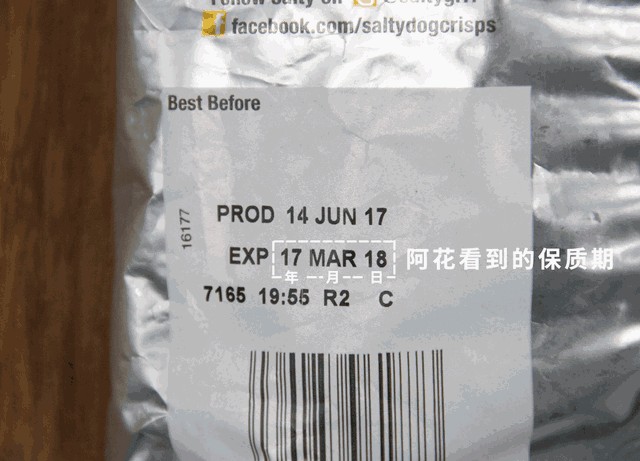 facebook.com/saltydogcrisps
Best Before
16177
PROD 14 JUN 17
EXP 17 MAR 18 阿花看到的保质期
年 月 日
7165 19:55 R2 C